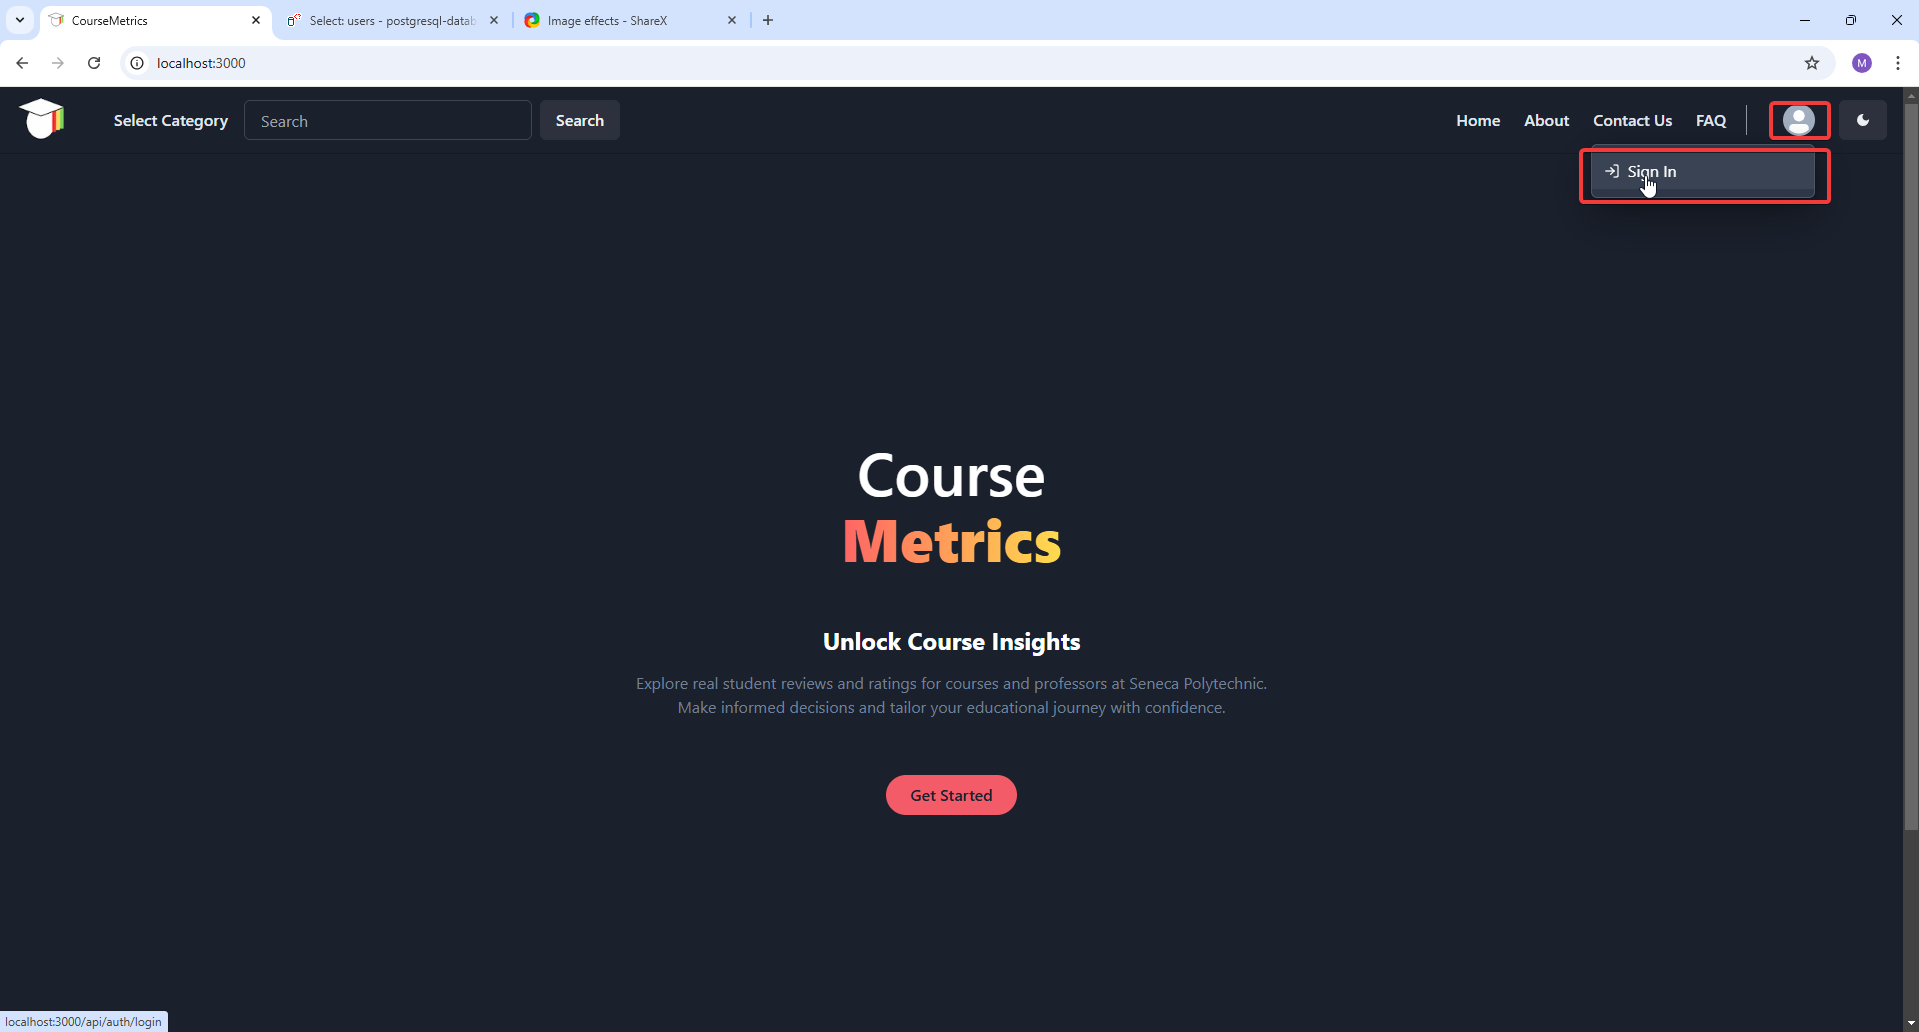 CourseMetrics
Select: users - postgresql-datab
Image effects - ShareX
localhost:3000
M
Select Category
Search
Search
Home
About
Contact Us
FAQ
Sign In
Course
Metrics
Unlock Course Insights
Explore real student reviews and ratings for courses and professors at Seneca Polytechnic.
Make informed decisions and tailor your educational journey with confidence.
Get Started
localhost:3000/api/auth/login